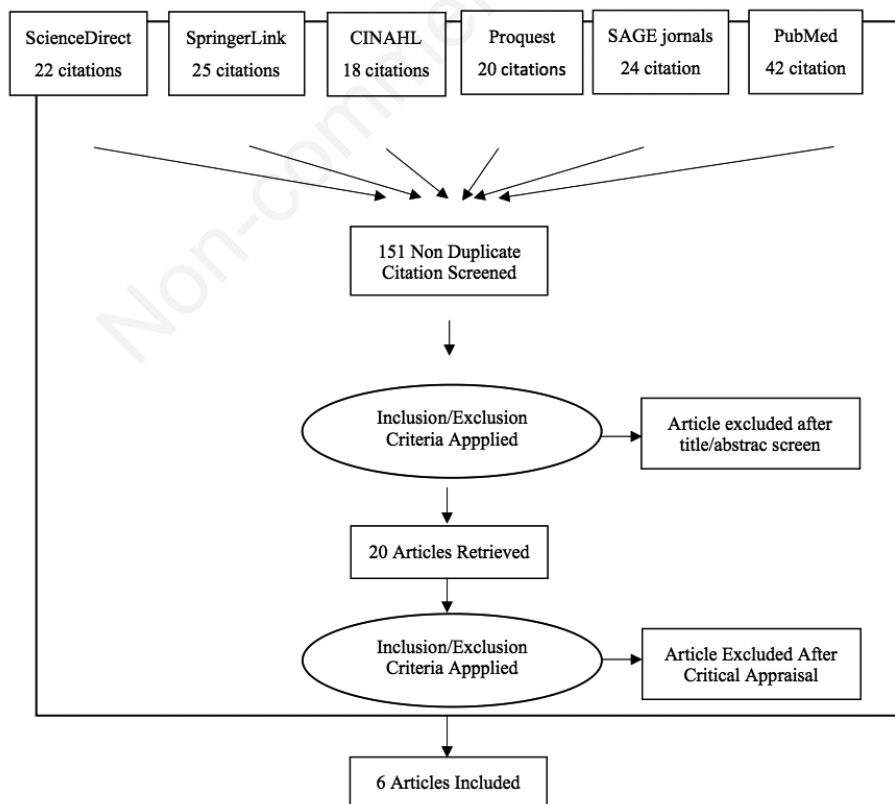 ScienceDirect
22 citations
SpringerLink
25 citations
CINAHL
18 citations
Proquest
20 citations
SAGE jornals
24 citation
PubMed
42 citation
151 Non Duplicate
Citation Screened
Inclusion/Exclusion
Criteria Appplied
Article excluded after
title/abstrac screen
20 Articles Retrieved
Inclusion/Exclusion
Criteria Appplied
Article Excluded After
Critical Appraisal
6 Articles Included